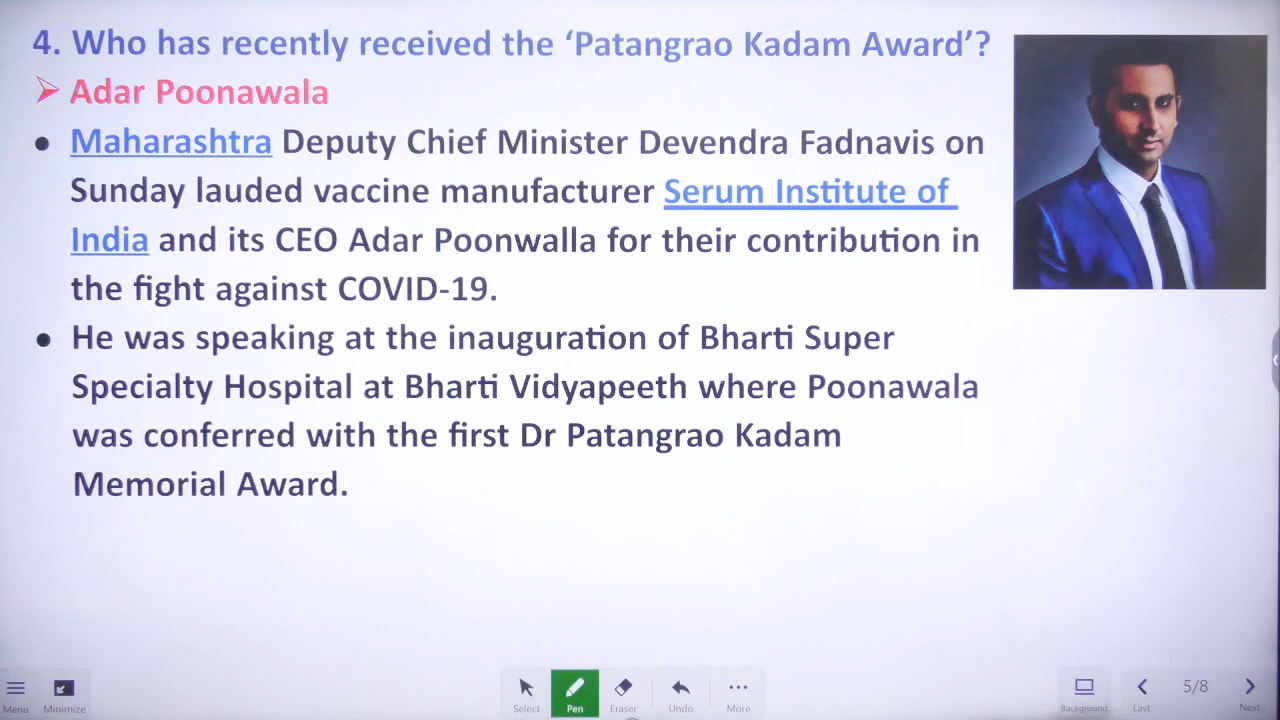 4. Who has recently received the ‘Patangrao Kadam Award’?
Adar Poonawala
Maharashtra Deputy Chief Minister Devendra Fadnavis on
Sunday lauded vaccine manufacturer Serum Institute of
India and its CEO Adar Poonwalla for their contribution in
the fight against COVID-19.
He was speaking at the inauguration of Bharti Super
Specialty Hospital at Bharti Vidyapeeth where Poonawala
was conferred with the first Dr Patangrao Kadam
Memorial Award.
Menu Minimize Select Pen Eraser Undo More Background Last 5/8 Next